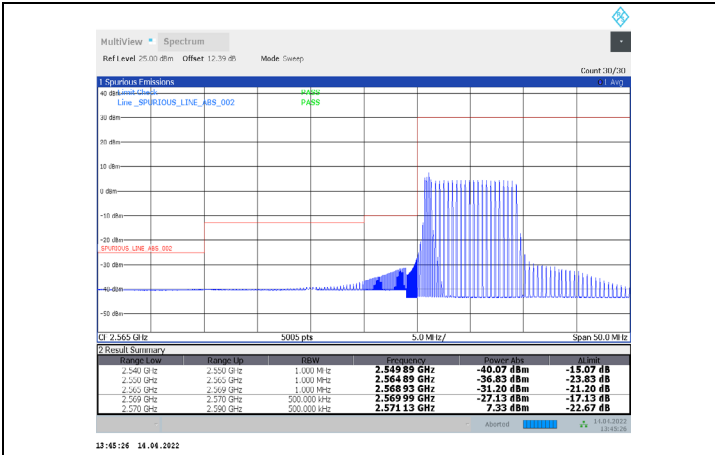 MultiView Spectrum
Ref Level 25.00 dBm Offset 12.39 dB Mode Sweep
Count 30/30
1 Spurious Emissions 1 Avg
40 dBm Limit Check PASS
Line _SPURIOUS_LINE_ABS_002 PASS
30 dBm
20 dBm
10 dBm
0 dBm
-10 dBm
-20 dBm
SPURIOUS_LINE_ABS_002
-30 dBm
-40 dBm
-50 dBm
CF 2.565 GHz 5005 pts 5.0 MHz/ Span 50.0 MHz
2 Result Summary
Range Low Range Up RBW Frequency Power Abs ΔLimit
2.540 GHz 2.550 GHz 1.000 MHz 2.549 89 GHz -40.07 dBm -15.07 dB
2.550 GHz 2.565 GHz 1.000 MHz 2.564 89 GHz -36.83 dBm -23.83 dB
2.565 GHz 2.569 GHz 1.000 MHz 2.568 93 GHz -31.20 dBm -21.20 dB
2.569 GHz 2.570 GHz 500.000 kHz 2.569 99 GHz -27.13 dBm -17.13 dB
2.570 GHz 2.590 GHz 500.000 kHz 2.571 13 GHz 7.33 dBm -22.67 dB
Aborted 14.04.2022
13:45:26
13:45:26 14.04.2022